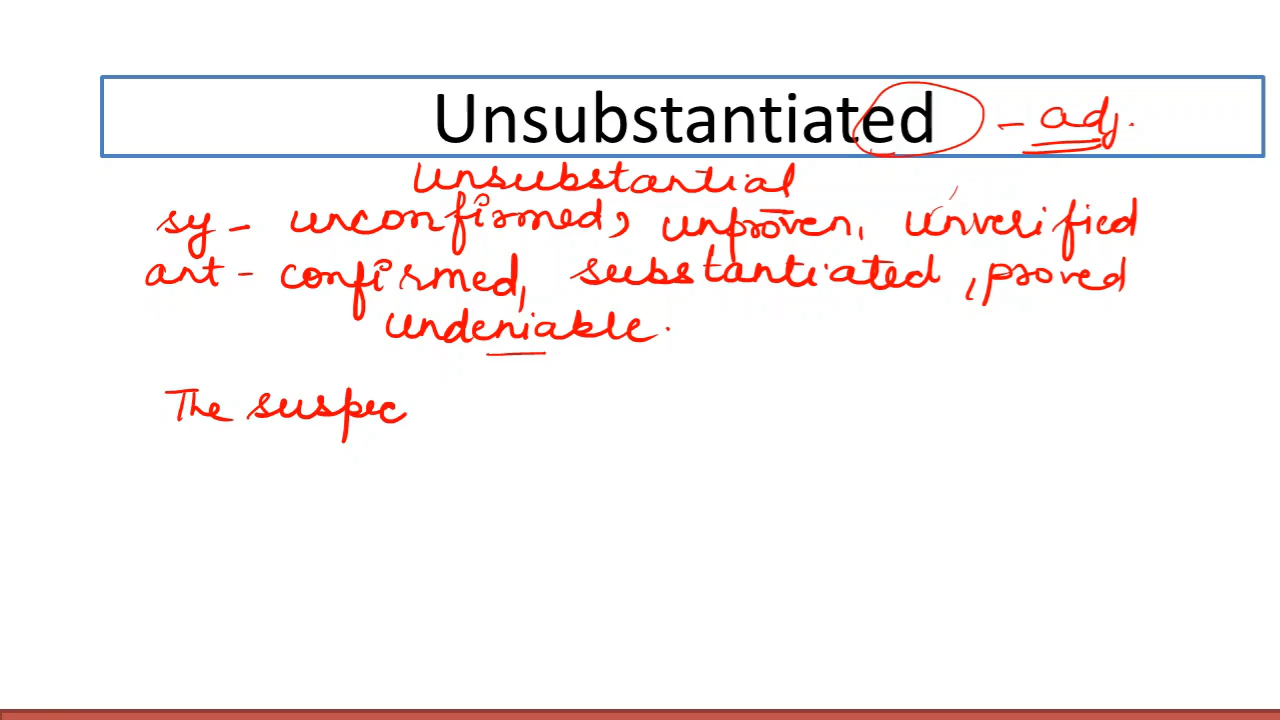 Unsubstantiated - adj.
unsubstantial
sy - unconfirmed, unproven, unverified
ant - confirmed, substantiated, proved
undeniable.
The suspec